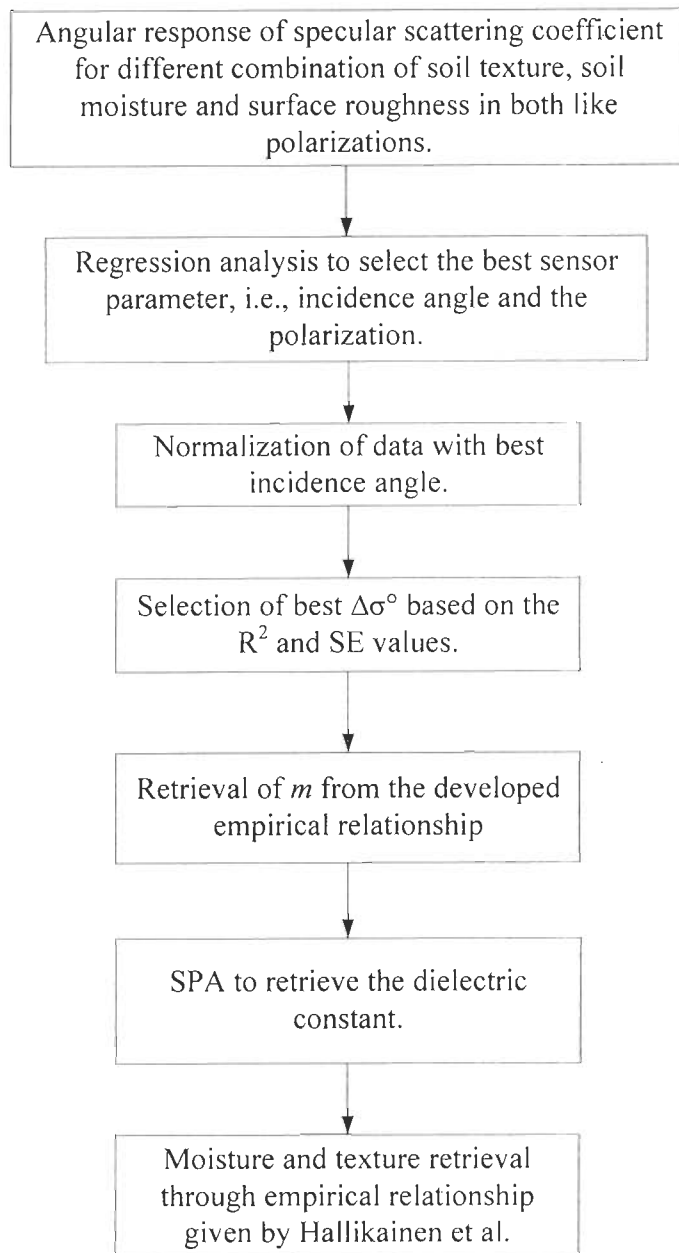 Angular response of specular scattering coefficient
for different combination of soil texture, soil
moisture and surface roughness in both like
polarizations.
Regression analysis to select the best sensor
parameter, i.e., incidence angle and the
polarization.
Normalization of data with best
incidence angle.
Selection of best Δσ° based on the
R² and SE values.
Retrieval of m from the developed
empirical relationship
SPA to retrieve the dielectric
constant.
Moisture and texture retrieval
through empirical relationship
given by Hallikainen et al.